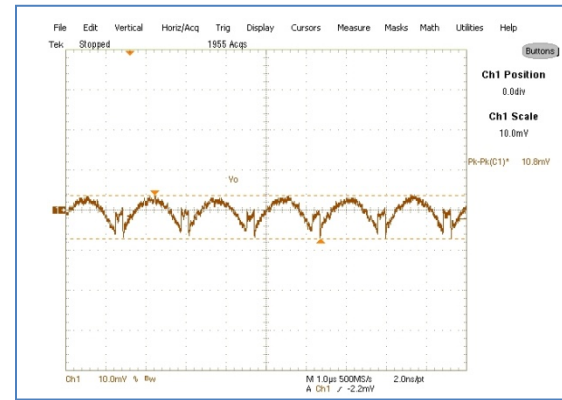 File Edit Vertical Horiz/Acq Trig Display Cursors Measure Masks Math Utilities Help
Tek Stopped 1955 Acqs
Buttons
Ch1 Position
0.0div
Ch1 Scale
10.0mV
Pk-Pk(C1)* 10.8mV
Vo
Ch1 10.0mV % Bw
M 1.0µs 500MS/s 2.0ns/pt
A Ch1 / -2.2mV